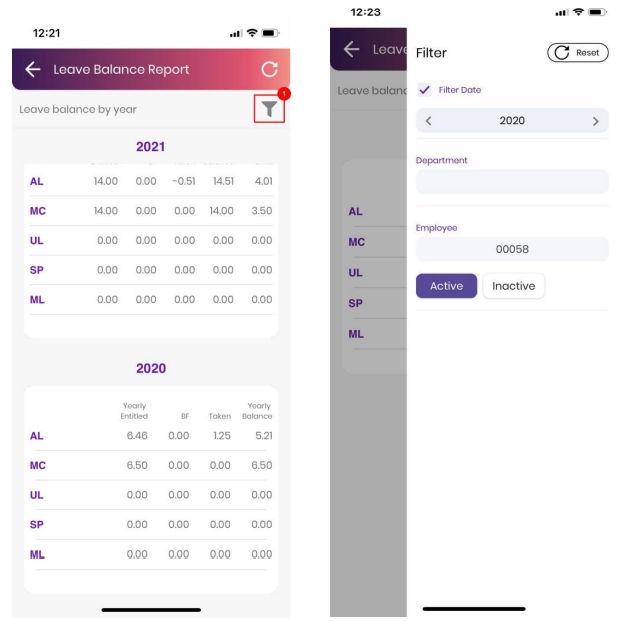 12:21
Leave Balance Report
1
Leave balance by year
2021
AL 14.00 0.00 -0.51 14.51 4.01
MC 14.00 0.00 0.00 14.00 3.50
UL 0.00 0.00 0.00 0.00 0.00
SP 0.00 0.00 0.00 0.00 0.00
ML 0.00 0.00 0.00 0.00 0.00
2020
Yearly Entitled BF Taken Yearly Balance
AL 6.46 0.00 1.25 5.21
MC 6.50 0.00 0.00 6.50
UL 0.00 0.00 0.00 0.00
SP 0.00 0.00 0.00 0.00
ML 0.00 0.00 0.00 0.00
12:23
Leave
Leave balanc
AL
MC
UL
SP
ML
Filter
Reset
Filter Date
2020
Department
Employee
00058
Active Inactive